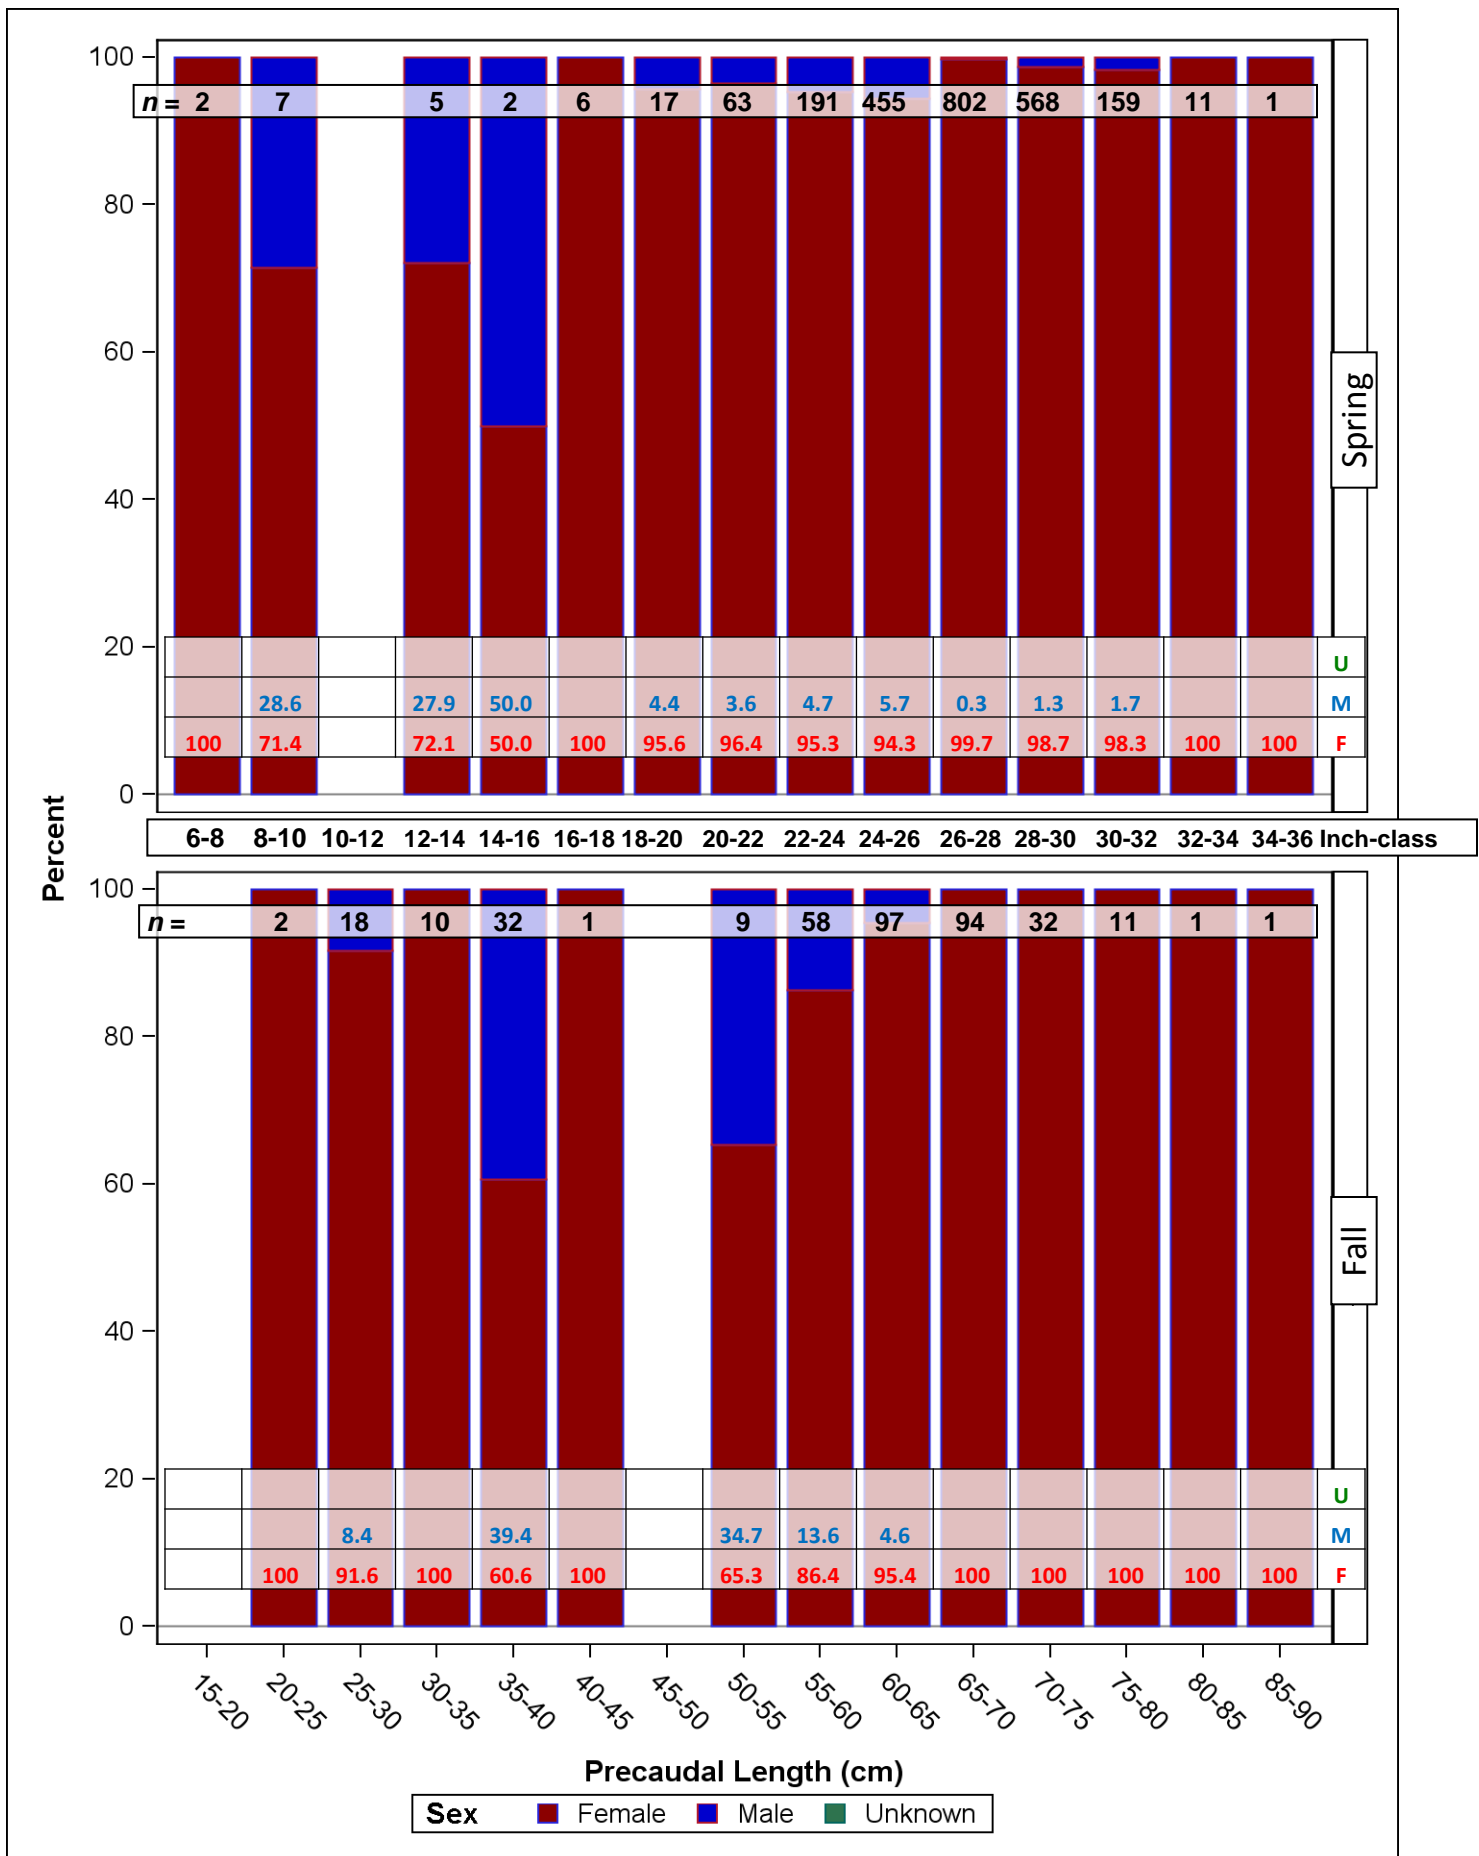 100
n = 2 7 5 2 6 17 63 191 455 802 568 159 11 1
80
60
Spring
40
20
U
28.6 27.9 50.0 4.4 3.6 4.7 5.7 0.3 1.3 1.7 M
100 71.4 72.1 50.0 100 95.6 96.4 95.3 94.3 99.7 98.7 98.3 100 100 F
0
Percent
6-8 8-10 10-12 12-14 14-16 16-18 18-20 20-22 22-24 24-26 26-28 28-30 30-32 32-34 34-36 Inch-class
100
n = 2 18 10 32 1 9 58 97 94 32 11 1 1
80
60
Fall
40
20
U
8.4 39.4 34.7 13.6 4.6 M
100 91.6 100 60.6 100 65.3 86.4 95.4 100 100 100 100 100 F
0
15-20 20-25 25-30 30-35 35-40 40-45 45-50 50-55 55-60 60-65 65-70 70-75 75-80 80-85 85-90
Precaudal Length (cm)
Sex Female Male Unknown